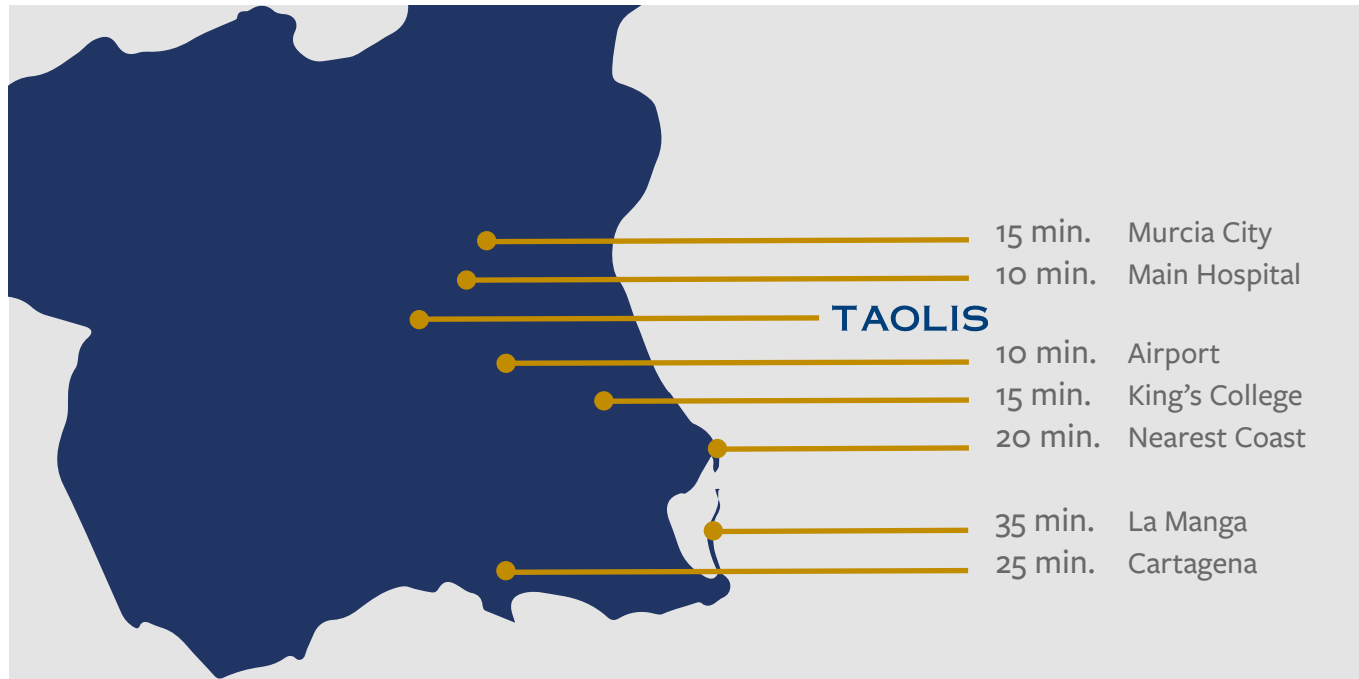 15 min. Murcia City
10 min. Main Hospital
TAOLIS
10 min. Airport
15 min. King’s College
20 min. Nearest Coast
35 min. La Manga
25 min. Cartagena